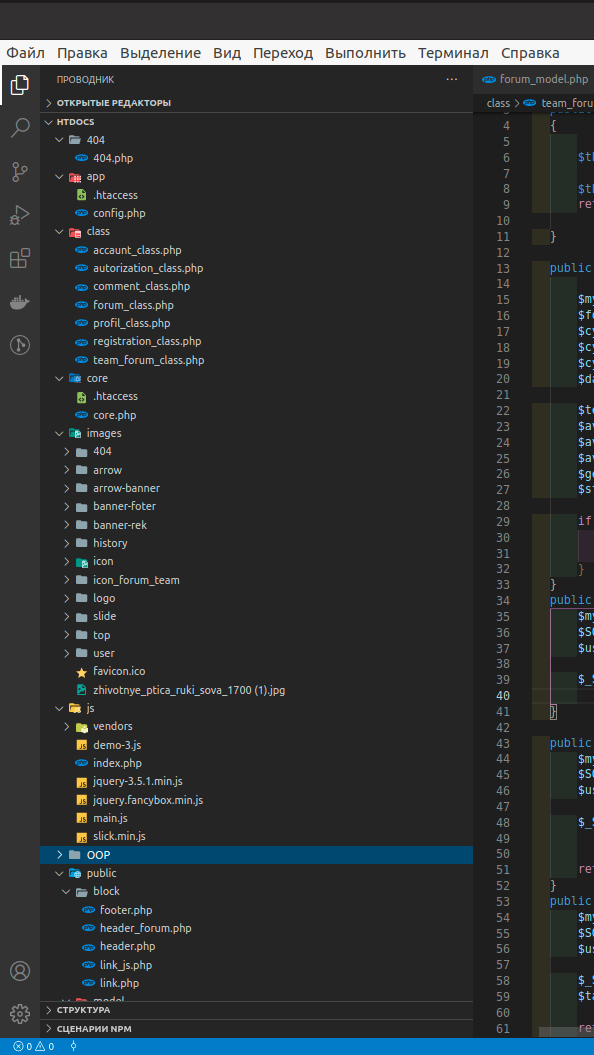 Файл Правка Выделение Вид Переход Выполнить Терминал Справка
ПРОВОДНИК ...
forum_model.php
ОТКРЫТЫЕ РЕДАКТОРЫ
class > team_foru
HTDOCS
404
404.php
app
.htaccess
config.php
class
accaunt_class.php
autorization_class.php
comment_class.php
forum_class.php
profil_class.php
registration_class.php
team_forum_class.php
core
.htaccess
core.php
images
404
arrow
arrow-banner
banner-foter
banner-rek
history
icon
icon_forum_team
logo
slide
top
user
favicon.ico
zhivotnye_ptica_ruki_sova_1700 (1).jpg
js
vendors
demo-3.js
index.php
jquery-3.5.1.min.js
jquery.fancybox.min.js
main.js
slick.min.js
OOP
public
block
footer.php
header_forum.php
header.php
link_js.php
link.php
model
СТРУКТУРА
СЦЕНАРИИ NPM
0 0
4 {
5
6 $th
7
8 $th
9 ret
10
11 }
12
13 public
14
15 $my
16 $fo
17 $cy
18 $cy
19 $cy
20 $da
21
22 $te
23 $av
24 $av
25 $av
26 $ge
27 $st
28
29 if
30
31
32 }
33 }
34 public
35 $my
36 $SQ
37 $us
38
39 $_S
40
41 }
42
43 public
44 $my
45 $SQ
46 $us
47
48 $_S
49
50
51 ret
52 }
53 public
54 $my
55 $SQ
56 $us
57
58 $_S
59 $ta
60
61 ret